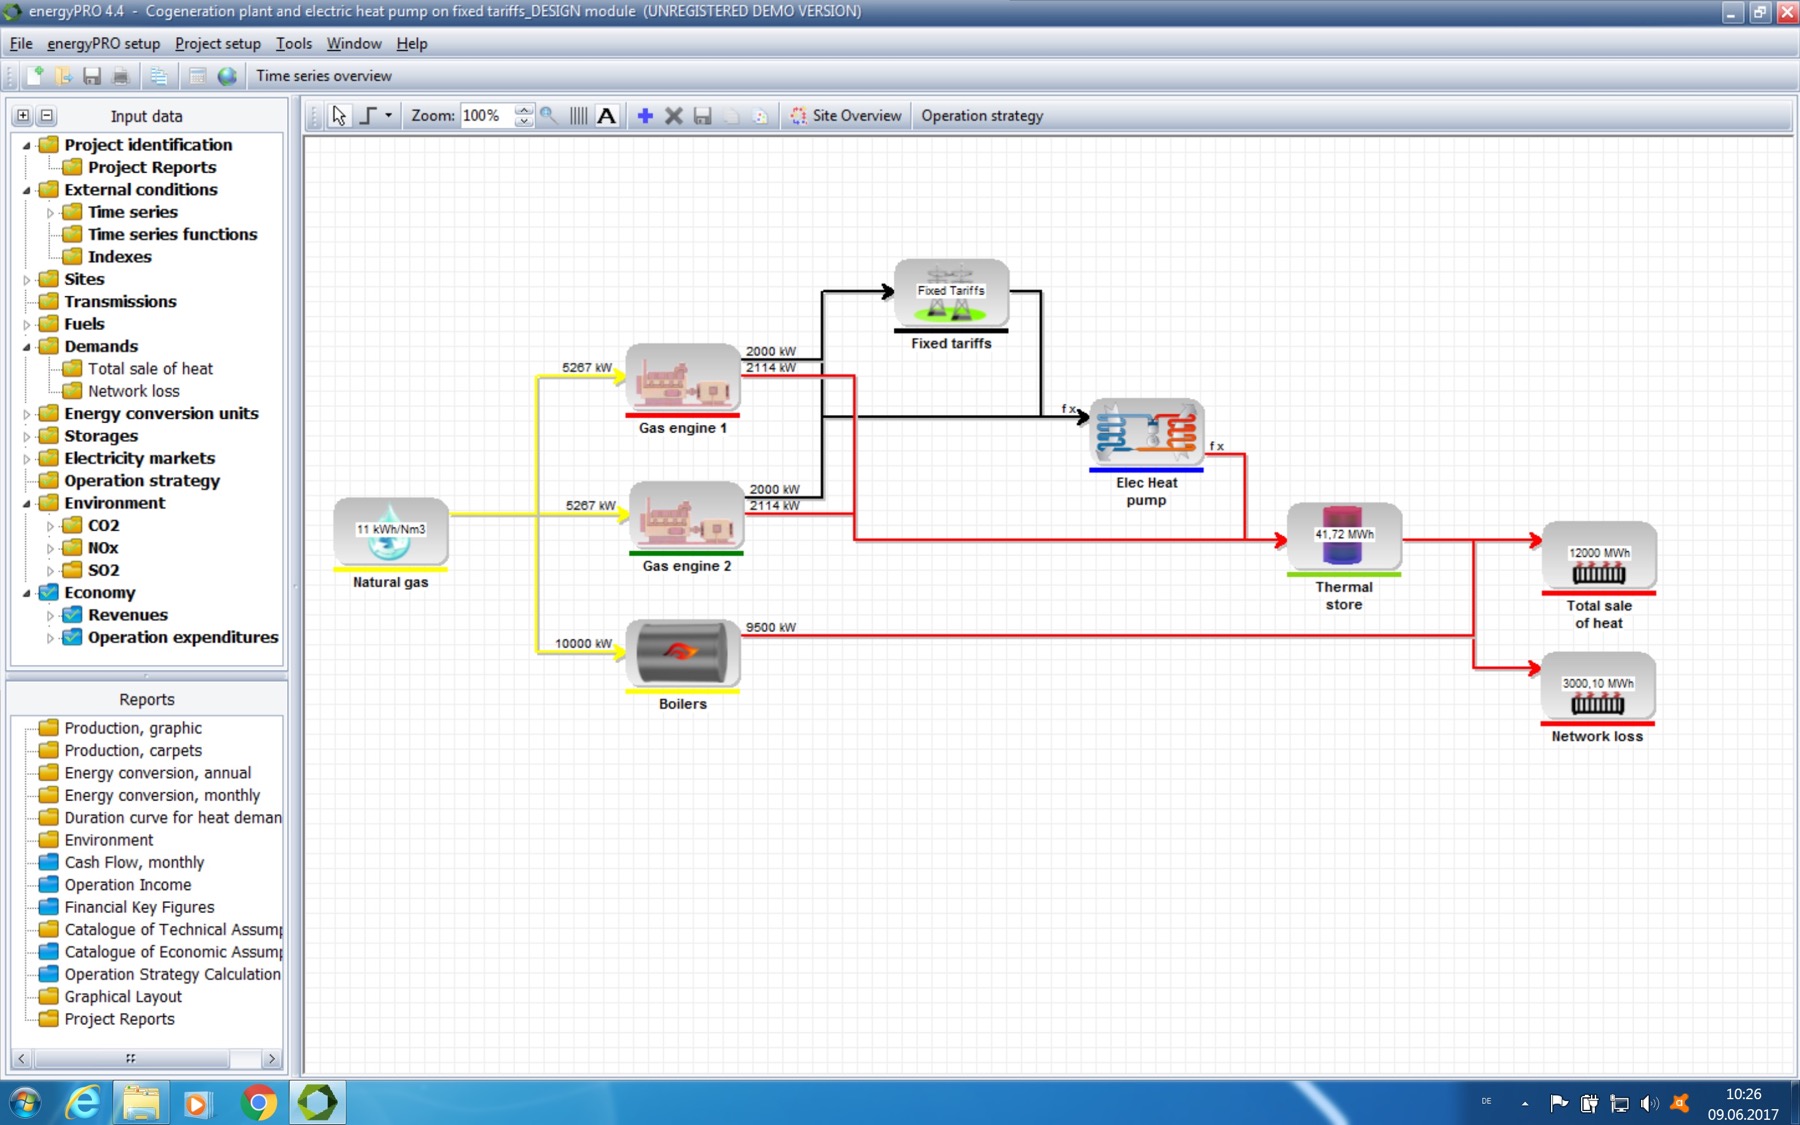 energyPRO 4.4 - Cogeneration plant and electric heat pump on fixed tariffs_DESIGN module (UNREGISTERED DEMO VERSION)
File energyPRO setup Project setup Tools Window Help
Time series overview
Input data
Project identification
Project Reports
External conditions
Time series
Time series functions
Indexes
Sites
Transmissions
Fuels
Demands
Total sale of heat
Network loss
Energy conversion units
Storages
Electricity markets
Operation strategy
Environment
CO2
NOx
SO2
Economy
Revenues
Operation expenditures
Reports
Production, graphic
Production, carpets
Energy conversion, annual
Energy conversion, monthly
Duration curve for heat deman
Environment
Cash Flow, monthly
Operation Income
Financial Key Figures
Catalogue of Technical Assump
Catalogue of Economic Assump
Operation Strategy Calculation
Graphical Layout
Project Reports
Zoom: 100% A Site Overview Operation strategy
Fixed Tariffs
Fixed tariffs
5267 kW
2000 kW
2114 kW
Gas engine 1
f x
f x
Elec Heat
pump
5267 kW
2000 kW
2114 kW
Gas engine 2
11 kWh/Nm3
Natural gas
41,72 MWh
Thermal
store
12000 MWh
Total sale
of heat
10000 kW
9500 kW
Boilers
3000,10 MWh
Network loss
DE
10:26
09.06.2017